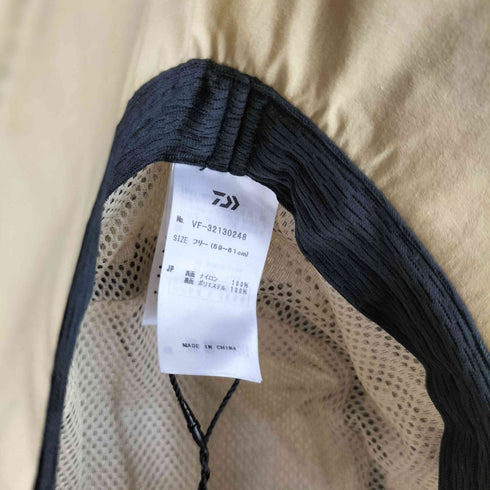 No. VF-32130248
SIZE フリー(59-61cm)
JP 表面 ナイロン 100%
裏面 ポリエステル 100%
MADE IN CHINA